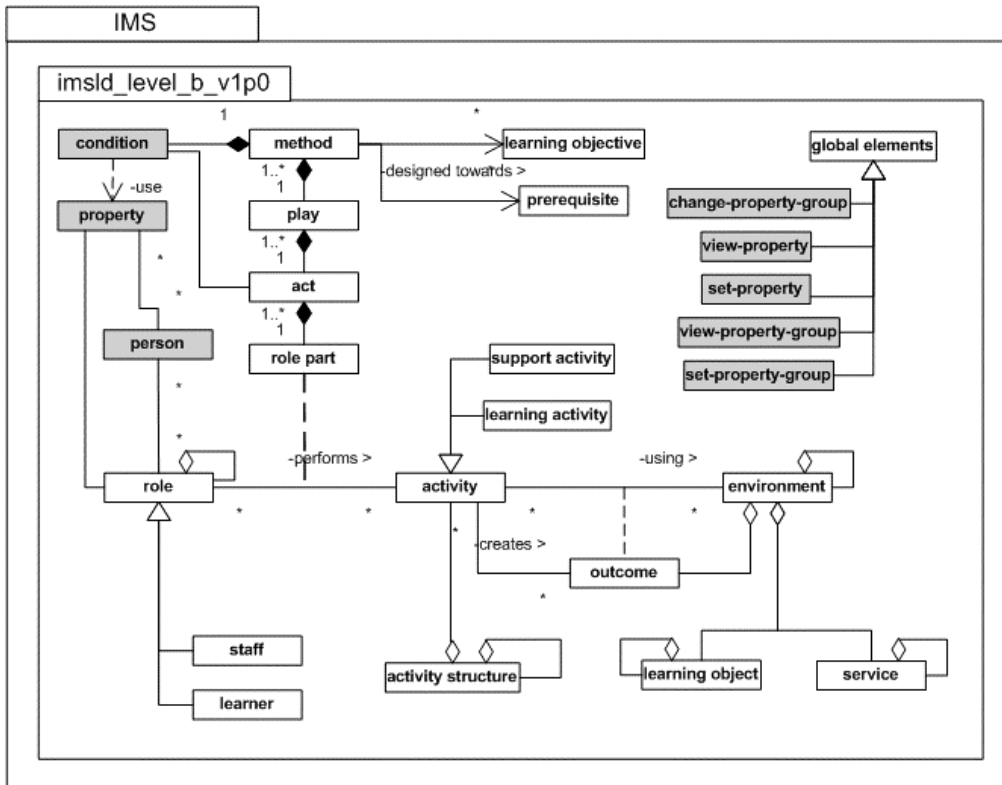 IMS
imsld_level_b_v1p0
1
*
condition
method
learning objective
global elements
1..*
1
-designed towards >
*
-use
change-property-group
property
play
prerequisite
1..*
1
view-property
*
act
set-property
*
1..*
1
view-property-group
person
role part
support activity
set-property-group
*
learning activity
*
-performs >
-using >
role
activity
environment
*
*
*
*
*
-creates >
outcome
*
staff
activity structure
learning object
service
learner